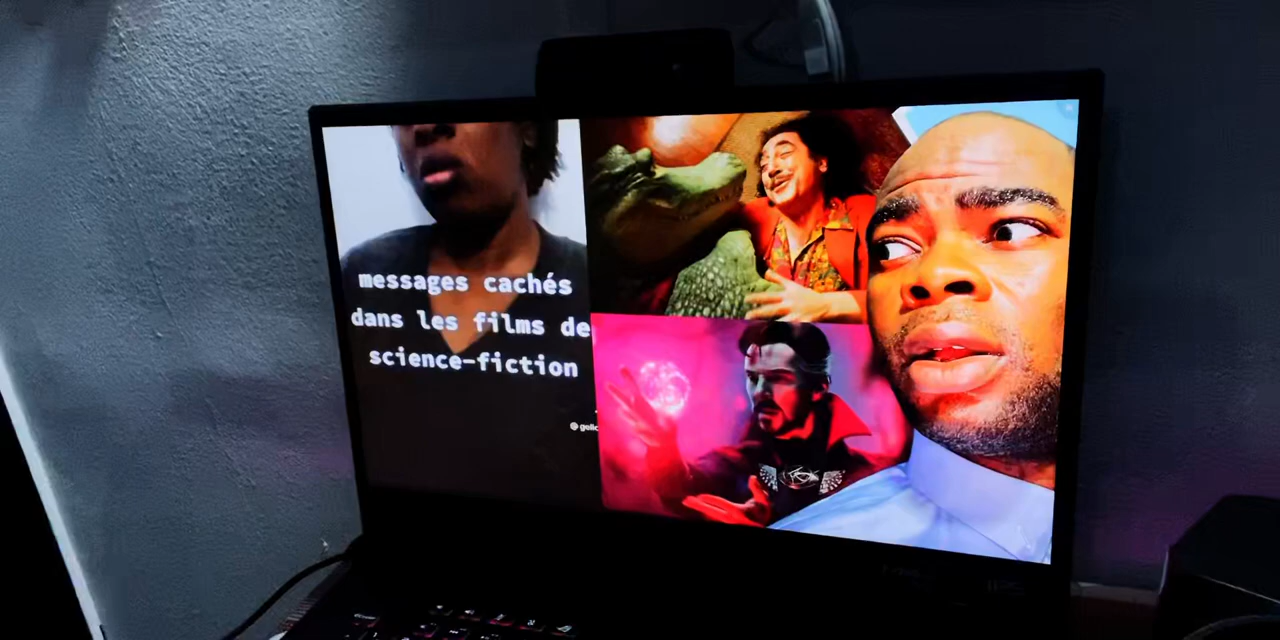 messages cachés
dans les films de
science-fiction